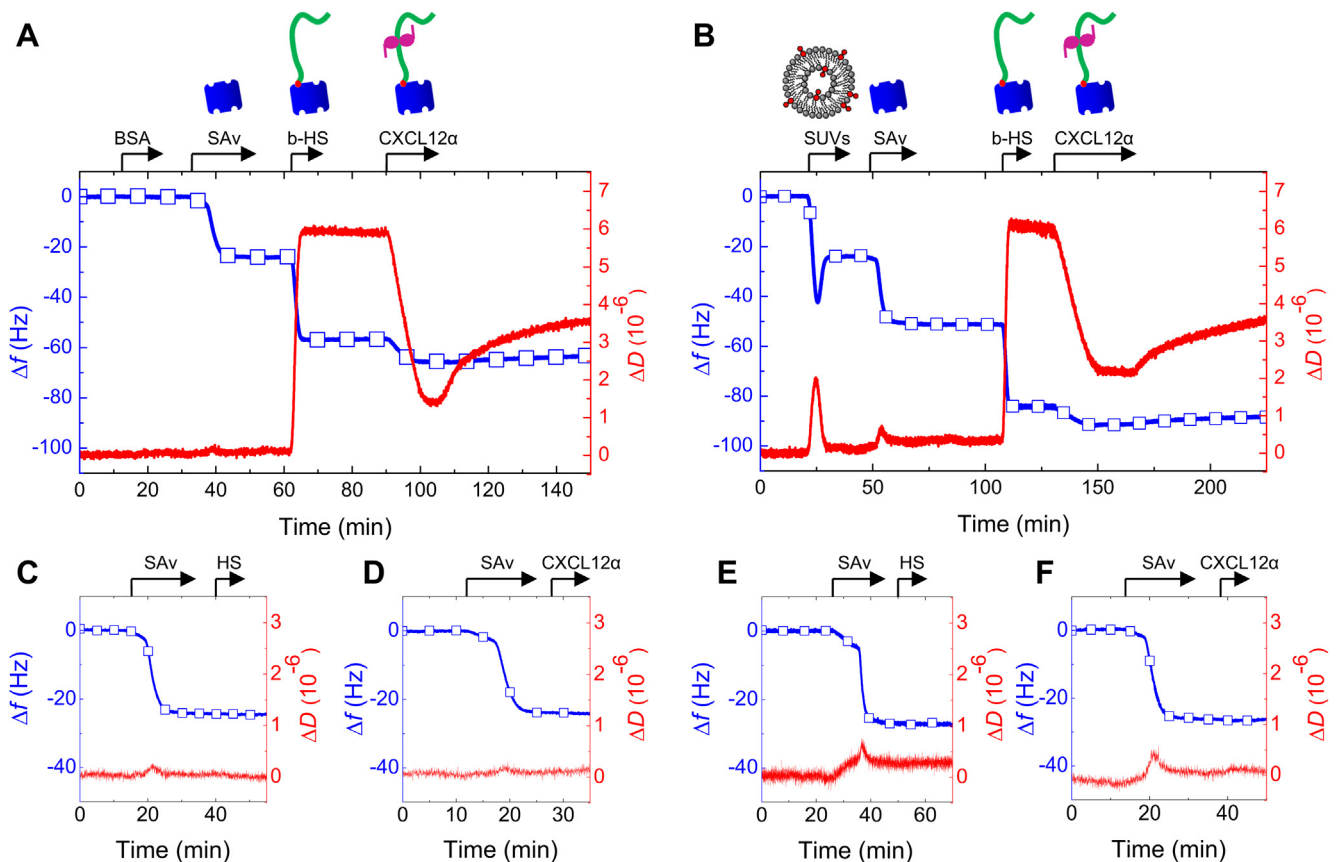 A
BSA SAv b-HS CXCL12α
0 -20 -40 -60 -80 -100
Δf (Hz)
7 6 5 4 3 2 1 0
ΔD (10-6)
0 20 40 60 80 100 120 140
Time (min)
B
SUVs SAv b-HS CXCL12α
0 -20 -40 -60 -80 -100
Δf (Hz)
7 6 5 4 3 2 1 0
ΔD (10-6)
0 50 100 150 200
Time (min)
C
SAv HS
0 -20 -40
Δf (Hz)
3 2 1 0
ΔD (10-6)
0 20 40
Time (min)
D
SAv CXCL12α
0 -20 -40
Δf (Hz)
3 2 1 0
ΔD (10-6)
0 10 20 30
Time (min)
E
SAv HS
0 -20 -40
Δf (Hz)
3 2 1 0
ΔD (10-6)
0 20 40 60
Time (min)
F
SAv CXCL12α
0 -20 -40
Δf (Hz)
3 2 1 0
ΔD (10-6)
0 20 40
Time (min)